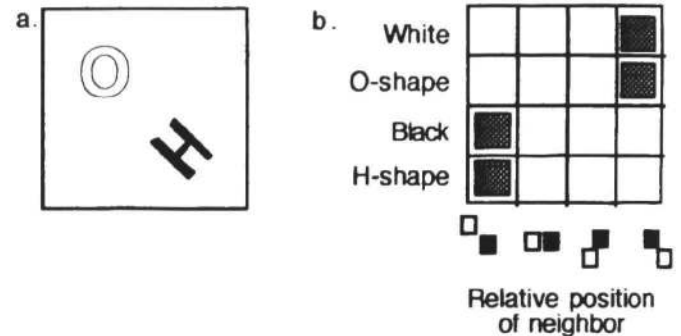 a.
O
H
b.
White
O-shape
Black
H-shape
Relative position
of neighbor